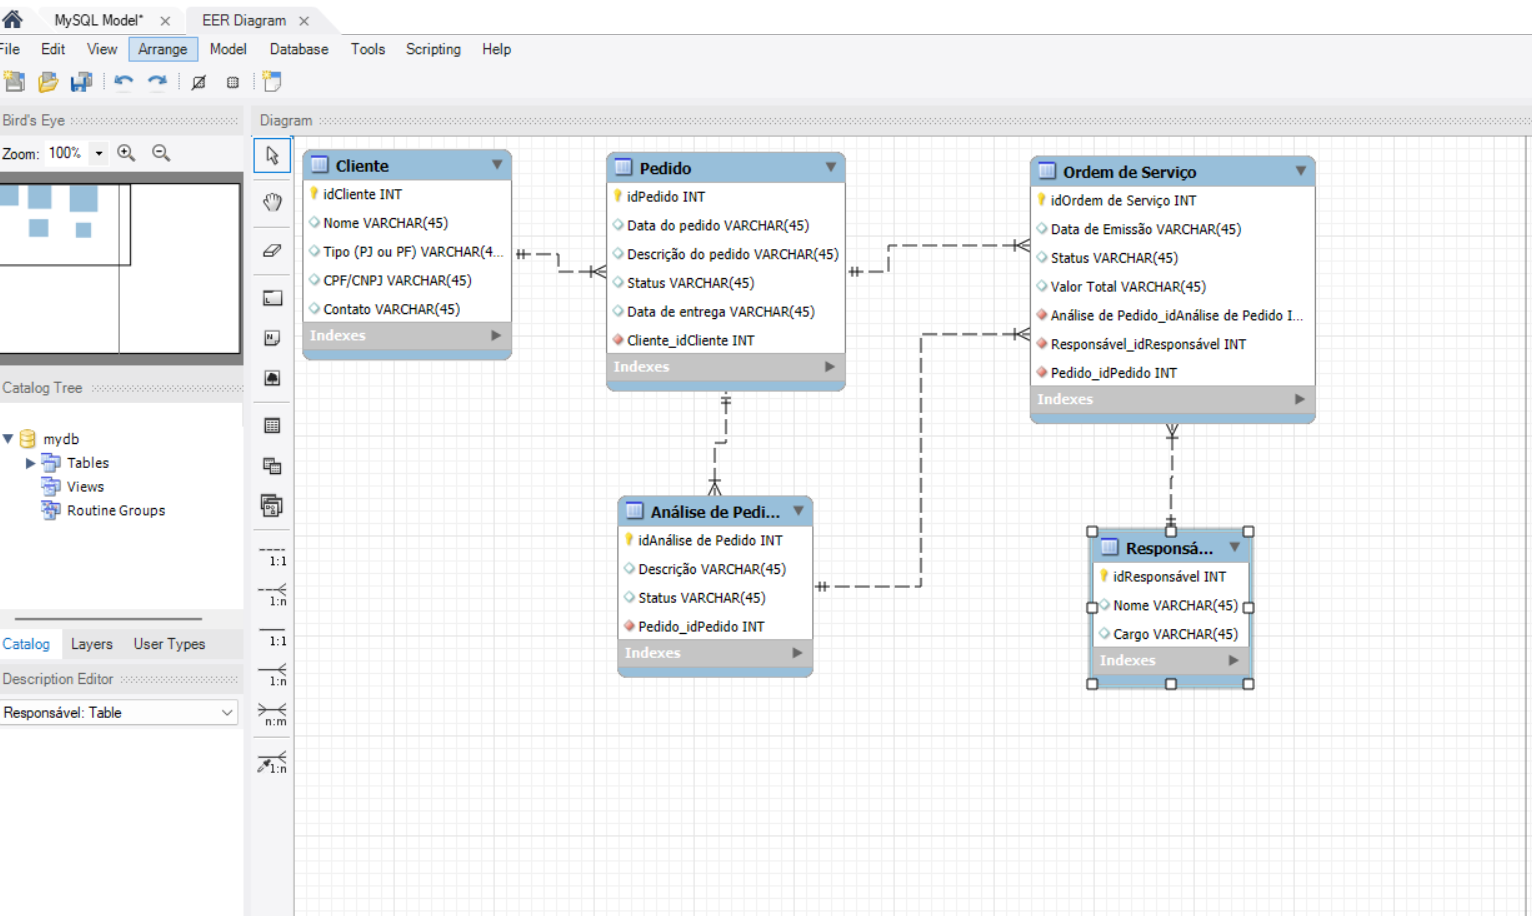 MySQL Model*
EER Diagram
File Edit View Arrange Model Database Tools Scripting Help
Bird's Eye
Zoom: 100%
Catalog Tree
mydb
Tables
Views
Routine Groups
Catalog Layers User Types
Description Editor
Responsável: Table
Diagram
1:1
1:n
1:1
1:n
n:m
1:n
Cliente
idCliente INT
Nome VARCHAR(45)
Tipo (PJ ou PF) VARCHAR(4...
CPF/CNPJ VARCHAR(45)
Contato VARCHAR(45)
Indexes
Pedido
idPedido INT
Data do pedido VARCHAR(45)
Descrição do pedido VARCHAR(45)
Status VARCHAR(45)
Data de entrega VARCHAR(45)
Cliente_idCliente INT
Indexes
Ordem de Serviço
idOrdem de Serviço INT
Data de Emissão VARCHAR(45)
Status VARCHAR(45)
Valor Total VARCHAR(45)
Análise de Pedido_idAnálise de Pedido I...
Responsável_idResponsável INT
Pedido_idPedido INT
Indexes
Análise de Pedi...
idAnálise de Pedido INT
Descrição VARCHAR(45)
Status VARCHAR(45)
Pedido_idPedido INT
Indexes
Responsá...
idResponsável INT
Nome VARCHAR(45)
Cargo VARCHAR(45)
Indexes